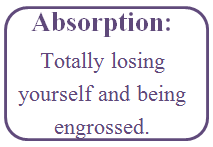 Absorption:
Totally losing
yourself and being
engrossed.